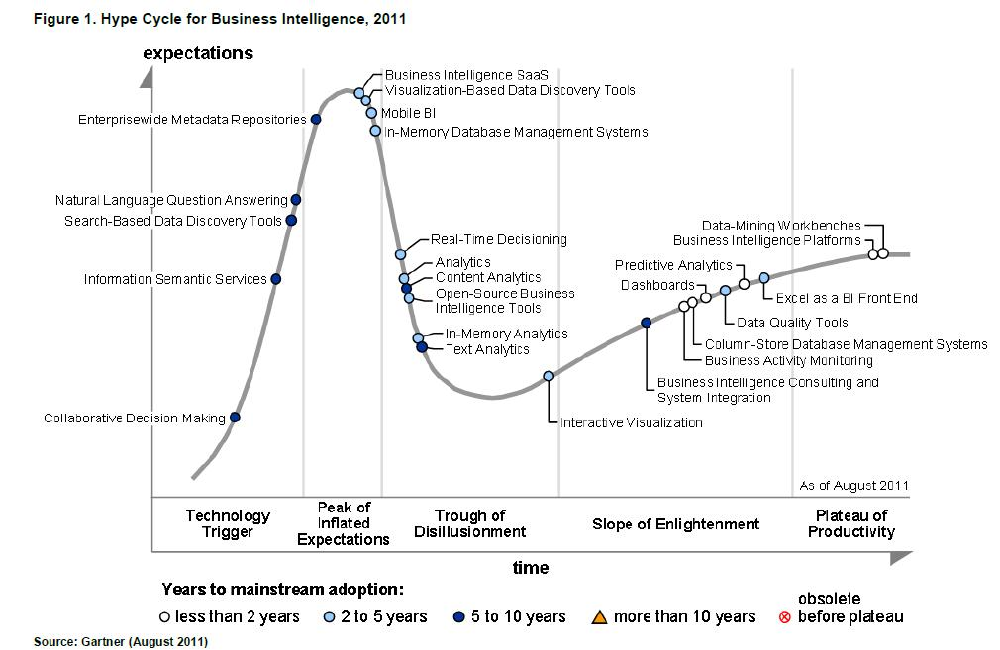 Figure 1. Hype Cycle for Business Intelligence, 2011
expectations
Business Intelligence SaaS
Visualization-Based Data Discovery Tools
Mobile BI
In-Memory Database Management Systems
Enterprisewide Metadata Repositories
Natural Language Question Answering
Search-Based Data Discovery Tools
Information Semantic Services
Collaborative Decision Making
Real-Time Decisioning
Analytics
Content Analytics
Open-Source Business
Intelligence Tools
In-Memory Analytics
Text Analytics
Interactive Visualization
Data-Mining Workbenches
Business Intelligence Platforms
Predictive Analytics
Dashboards
Excel as a BI Front End
Data Quality Tools
Column-Store Database Management Systems
Business Activity Monitoring
Business Intelligence Consulting and
System Integration
As of August 2011
Technology
Trigger
Peak of
Inflated
Expectations
Trough of
Disillusionment
Slope of Enlightenment
Plateau of
Productivity
time
Years to mainstream adoption:
less than 2 years
2 to 5 years
5 to 10 years
more than 10 years
obsolete
before plateau
Source: Gartner (August 2011)